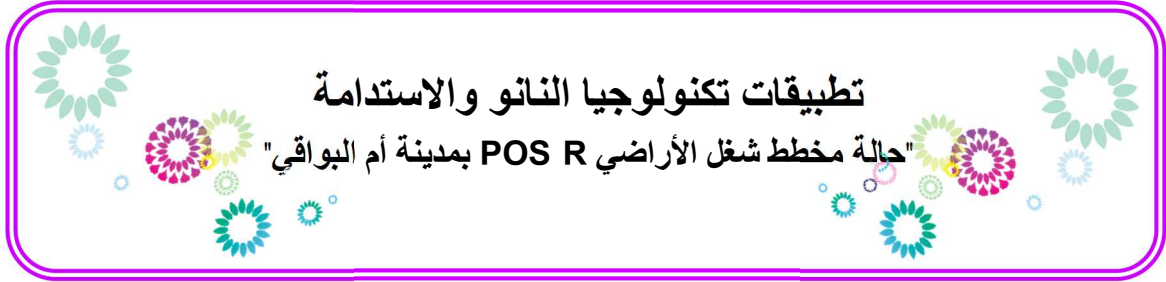 تطبيقات تكنولوجيا النانو والاستدامة
"حالة مخطط شغل الأراضي POS R بمدينة أم البواقي"